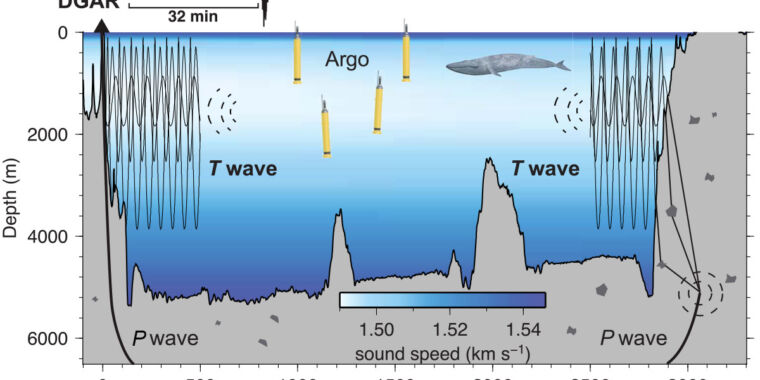 DGAR
32 min
0
Argo
2000
T wave
T wave
Depth (m)
4000
1.50 1.52 1.54
6000
P wave
sound speed (km s⁻¹)
P wave